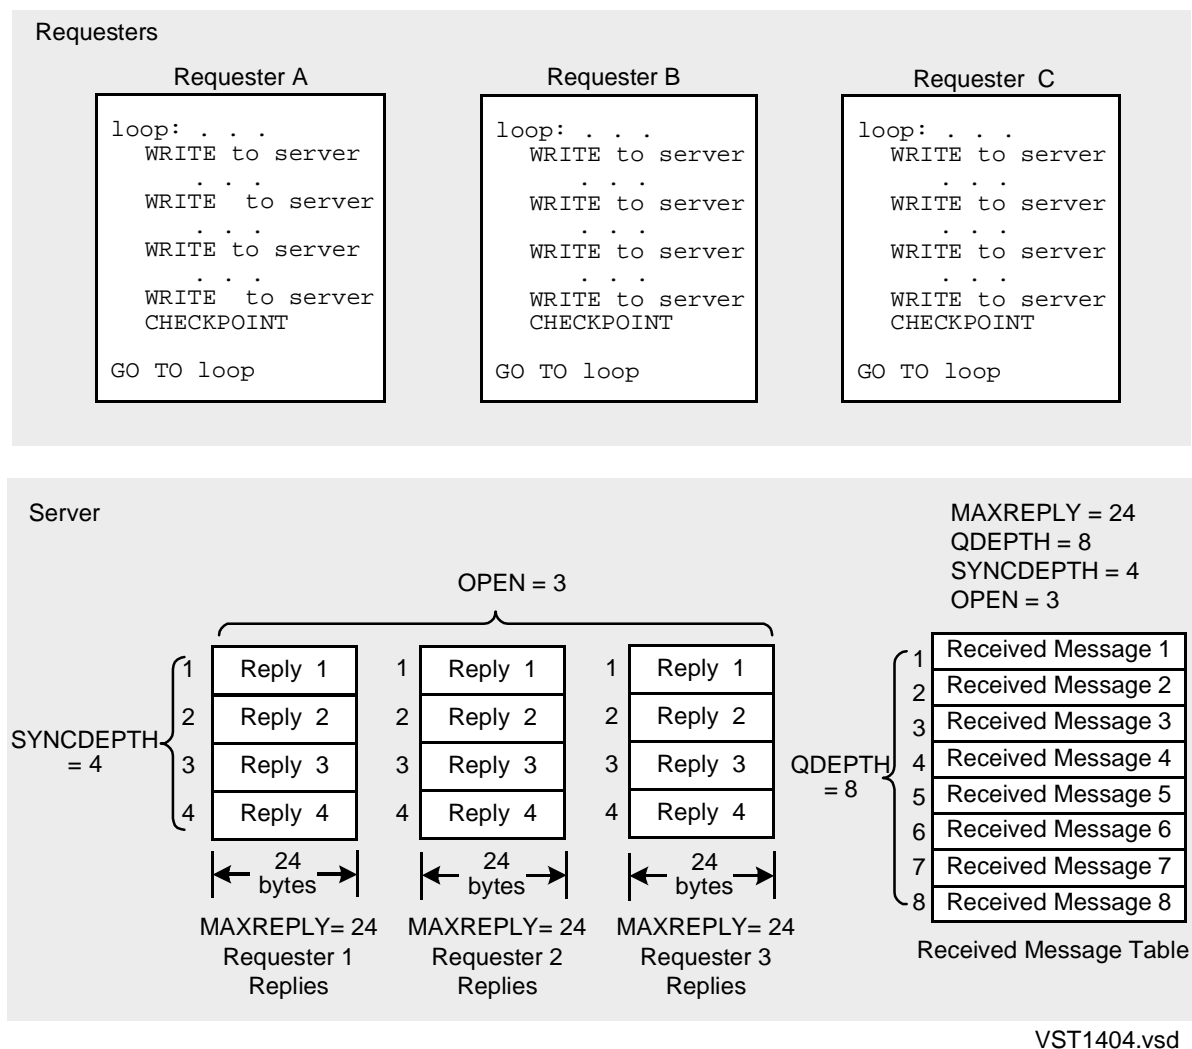 Requesters
Requester A
loop: . . .
WRITE to server
. . .
WRITE to server
. . .
WRITE to server
. . .
WRITE to server
CHECKPOINT
GO TO loop
Requester B
loop: . . .
WRITE to server
. . .
WRITE to server
. . .
WRITE to server
. . .
WRITE to server
CHECKPOINT
GO TO loop
Requester C
loop: . . .
WRITE to server
. . .
WRITE to server
. . .
WRITE to server
. . .
WRITE to server
CHECKPOINT
GO TO loop
Server
OPEN = 3
SYNCDEPTH
= 4
1 Reply 1
2 Reply 2
3 Reply 3
4 Reply 4
24
bytes
MAXREPLY= 24
Requester 1
Replies
1 Reply 1
2 Reply 2
3 Reply 3
4 Reply 4
24
bytes
MAXREPLY= 24
Requester 2
Replies
1 Reply 1
2 Reply 2
3 Reply 3
4 Reply 4
24
bytes
MAXREPLY= 24
Requester 3
Replies
MAXREPLY = 24
QDEPTH = 8
SYNCDEPTH = 4
OPEN = 3
QDEPTH
= 8
1 Received Message 1
2 Received Message 2
3 Received Message 3
4 Received Message 4
5 Received Message 5
6 Received Message 6
7 Received Message 7
8 Received Message 8
Received Message Table
VST1404.vsd